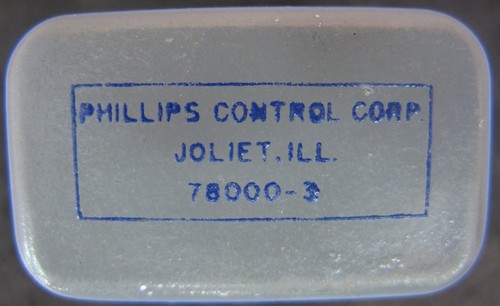 PHILLIPS CONTROL CORP.
JOLIET, ILL.
78000-3